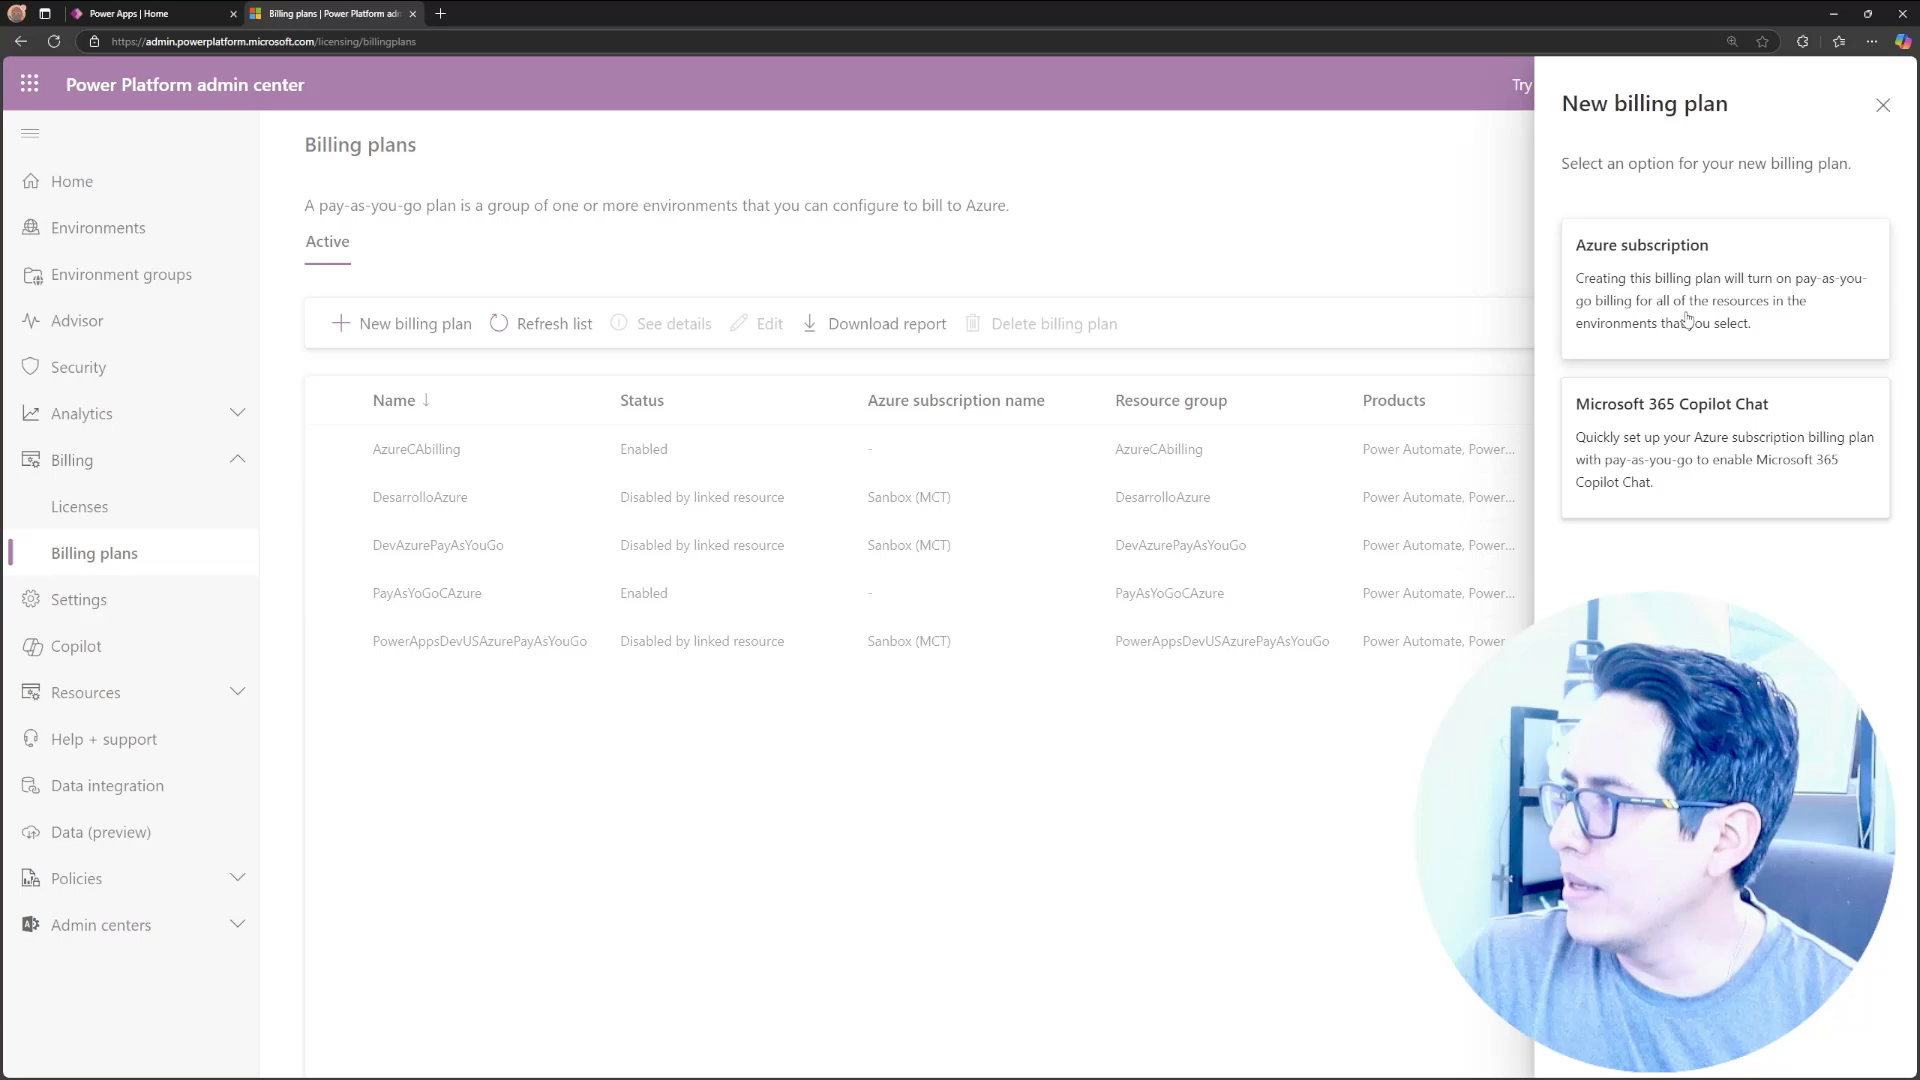 Power Apps | Home
Billing plans | Power Platform adm
https://admin.powerplatform.microsoft.com/licensing/billingplans
Power Platform admin center
Try
Home
Environments
Environment groups
Advisor
Security
Analytics
Billing
Licenses
Billing plans
Settings
Copilot
Resources
Help + support
Data integration
Data (preview)
Policies
Admin centers
Billing plans
A pay-as-you-go plan is a group of one or more environments that you can configure to bill to Azure.
Active
New billing plan Refresh list See details Edit Download report Delete billing plan
Name Status Azure subscription name Resource group Products
AzureCAbilling Enabled - AzureCAbilling Power Automate, Power...
DesarrolloAzure Disabled by linked resource Sanbox (MCT) DesarrolloAzure Power Automate, Power...
DevAzurePayAsYouGo Disabled by linked resource Sanbox (MCT) DevAzurePayAsYouGo Power Automate, Power...
PayAsYoGoCAzure Enabled - PayAsYoGoCAzure Power Automate, Power...
PowerAppsDevUSAzurePayAsYouGo Disabled by linked resource Sanbox (MCT) PowerAppsDevUSAzurePayAsYouGo Power Automate, Power
New billing plan
Select an option for your new billing plan.
Azure subscription
Creating this billing plan will turn on pay-as-you-
go billing for all of the resources in the
environments that you select.
Microsoft 365 Copilot Chat
Quickly set up your Azure subscription billing plan
with pay-as-you-go to enable Microsoft 365
Copilot Chat.